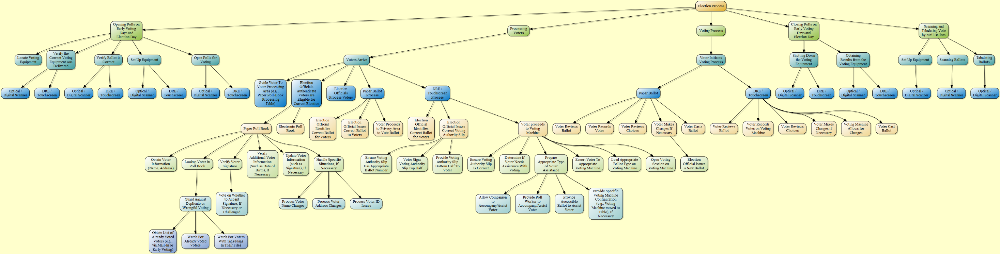 Election Process
Opening Polls on
Early Voting
Days and
Election Day
Processing
Voters
Voting Process
Closing Polls on
Early Voting
Days and
Election Day
Scanning and
Tabulating Vote
by Mail Ballots
Locate Voting
Equipment
Verify the
Correct Voting
Equipment was
Delivered
Verify Ballot is
Correct
Set Up Equipment
Open Polls for
Voting
Voters Arrive
Voter Initiates
Voting Process
Shutting Down
the Voting
Equipment
Obtaining
Results from the
Voting Equipment
Set Up Equipment
Scanning Ballots
Tabulating
Ballots
Optical /
Digital Scanner
DRE /
Touchscreen
Optical /
Digital Scanner
DRE /
Touchscreen
Optical /
Digital Scanner
DRE /
Touchscreen
Optical /
Digital Scanner
DRE /
Touchscreen
Guide Voter To
Voter Processing
Area (e.g.,
Paper Poll-Book
Processing
Table)
Election
Officials
Authenticate
Voters are
Eligible for
Current Election
Election
Officials
Process Voters
Paper Ballot
Process
DRE /
Touchscreen
Process
Paper Ballot
DRE /
Touchscreen
Optical /
Digital Scanner
DRE /
Touchscreen
Optical /
Digital Scanner
DRE /
Touchscreen
Optical /
Digital Scanner
Optical /
Digital Scanner
Optical /
Digital Scanner
Paper Poll Book
Electronic Poll
Book
Election
Official
Identifies
Correct Ballot
for Voters
Election
Official Issues
Correct Ballot
to Voters
Voter Proceeds
to Privacy Area
to Vote Ballot
Election
Official
Identifies
Correct Ballot
for Voters
Election
Official Issues
Correct Voting
Authority Slip
Voter proceeds
to Voting
Machine
Voter Reviews
Ballot
Voter Records
Votes
Voter Reviews
Choices
Voter Makes
Changes If
Necessary
Voter Casts
Ballot
Voter Reviews
Ballot
Voter Records
Votes on Voting
Machine
Voter Reviews
Choices
Voter Makes
Changes if
Necessary
Voting Machine
Allows for
Changes
Voter Cast
Ballot
Obtain Voter
Information
(Name, Address)
Lookup Voter in
Poll Book
Verify Voter
Signature
Verify
Additional Voter
Information
(Such as Date of
Birth), If
Necessary
Update Voter
Information
(such as
Signature), If
Necessary
Handle Specific
Situations, If
Necessary
Ensure Voting
Authority Slip
Has Appropriate
Ballot Number
Voter Signs
Voting Authority
Slip Top Half
Provide Voting
Authority Slip
Bottom Half To
Voter
Ensure Voting
Authority Slip
Is Correct
Determine If
Voter Needs
Assistance With
Voting
Prepare
Appropriate Type
of Voter
Assistance
Escort Voter To
Appropriate
Voting Machine
Load Appropriate
Ballot Type on
Voting Machine
Open Voting
Session on
Voting Machine
Election
Official Issues
a New Ballot
Guard Against
Duplicate or
Wrongful Voting
Vote on Whether
to Accept
Signature, If
Necessary or
Challenged
Process Voter
Name Changes
Process Voter
Address Changes
Process Voter ID
Issues
Allow Companion
to
Accompany/Assist
Voter
Provide Poll
Worker to
Accompany/Assist
Voter
Provide
Accessible
Ballot to Assist
Voter
Provide Specific
Voting Machine
Configuration
(e.g., Voting
Machine moved to
Table), If
Necessary
Obtain List of
Already Voted
Voters (e.g.,
via Mail-In or
Early Voting)
Watch For
Already Voted
Voters
Watch For Voters
With Tags/Flags
In Their Files